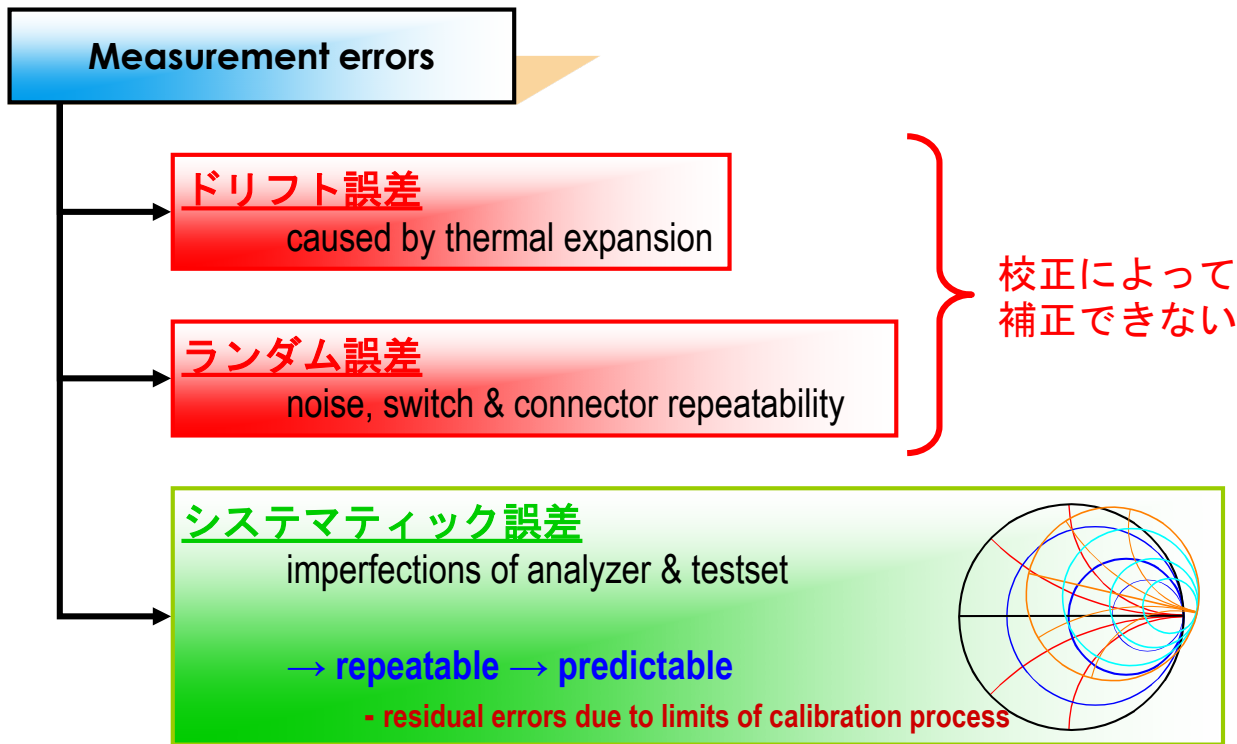 Measurement errors
ドリフト誤差
caused by thermal expansion
ランダム誤差
noise, switch & connector repeatability
校正によって
補正できない
システマティック誤差
imperfections of analyzer & testset
→ repeatable → predictable
- residual errors due to limits of calibration process